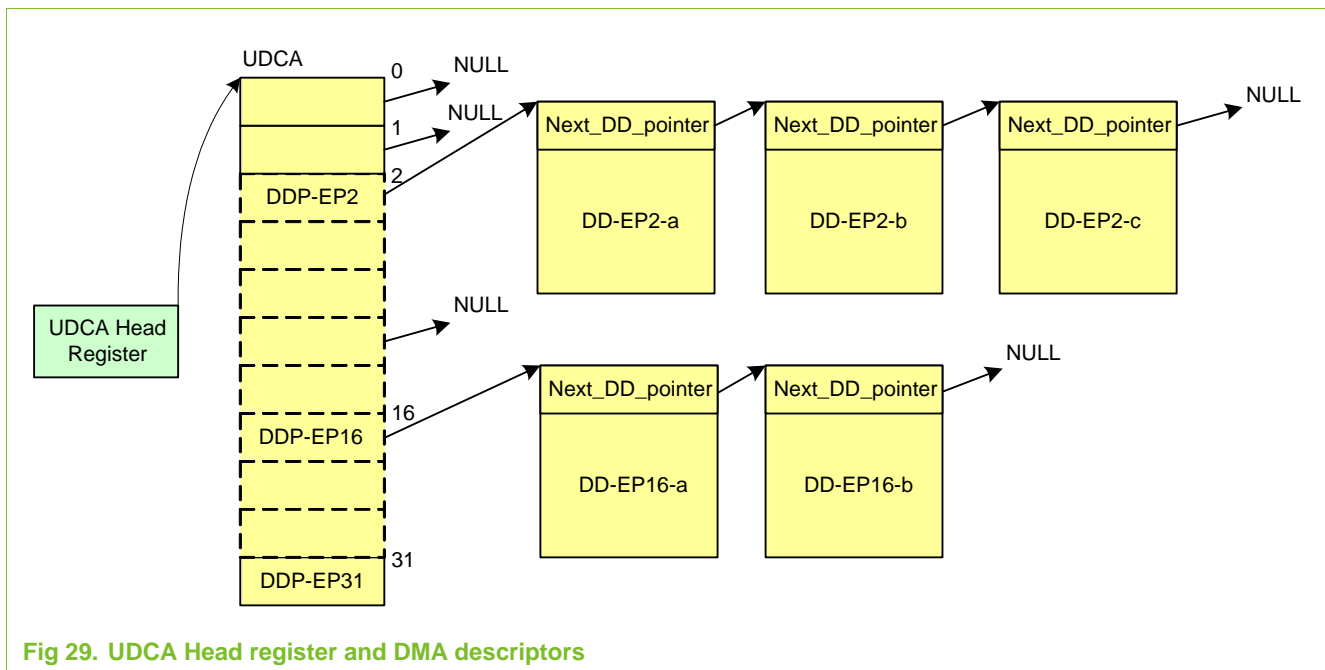 UDCA
0
NULL
1
NULL
2
DDP-EP2
Next_DD_pointer
Next_DD_pointer
Next_DD_pointer
NULL
DD-EP2-a
DD-EP2-b
DD-EP2-c
UDCA Head
Register
NULL
16
DDP-EP16
Next_DD_pointer
Next_DD_pointer
NULL
DD-EP16-a
DD-EP16-b
31
DDP-EP31
Fig 29. UDCA Head register and DMA descriptors